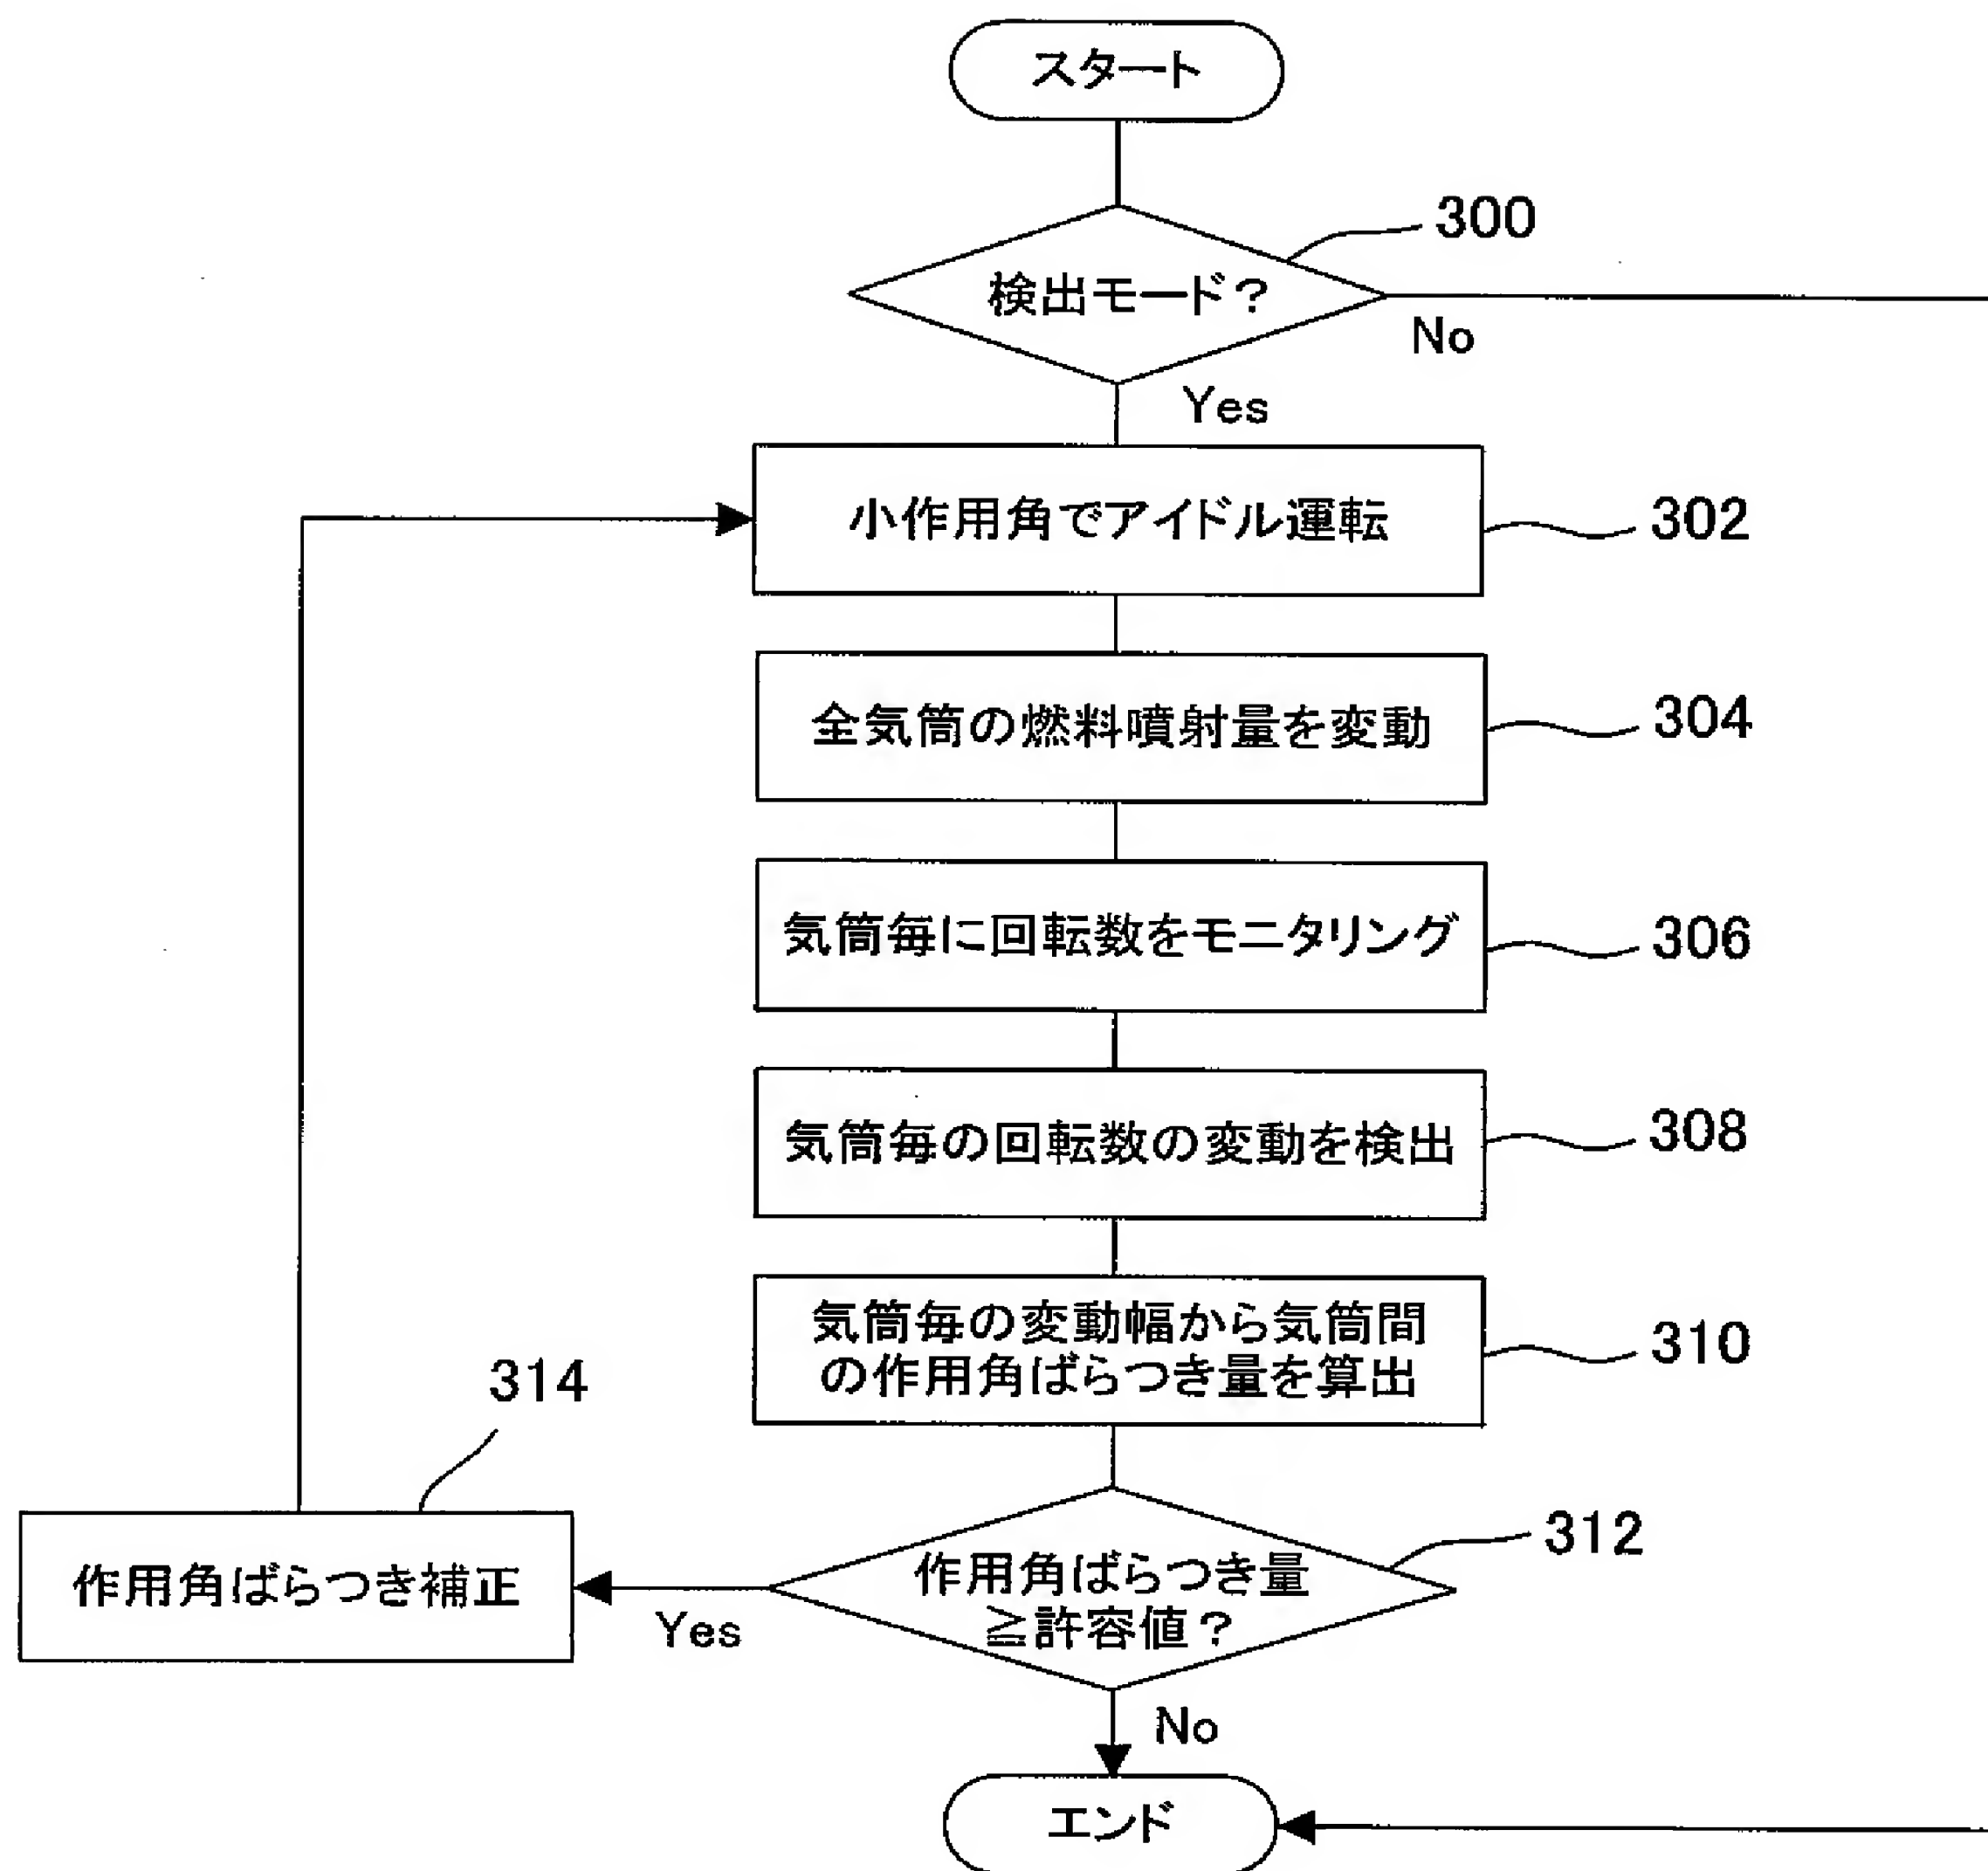 スタート
300
検出モード？
No
Yes
小作用角でアイドル運転
302
全気筒の燃料噴射量を変動
304
気筒毎に回転数をモニタリング
306
気筒毎の回転数の変動を検出
308
気筒毎の変動幅から気筒間
の作用角ばらつき量を算出
310
314
312
作用角ばらつき量
≧許容値？
作用角ばらつき補正
Yes
No
エンド